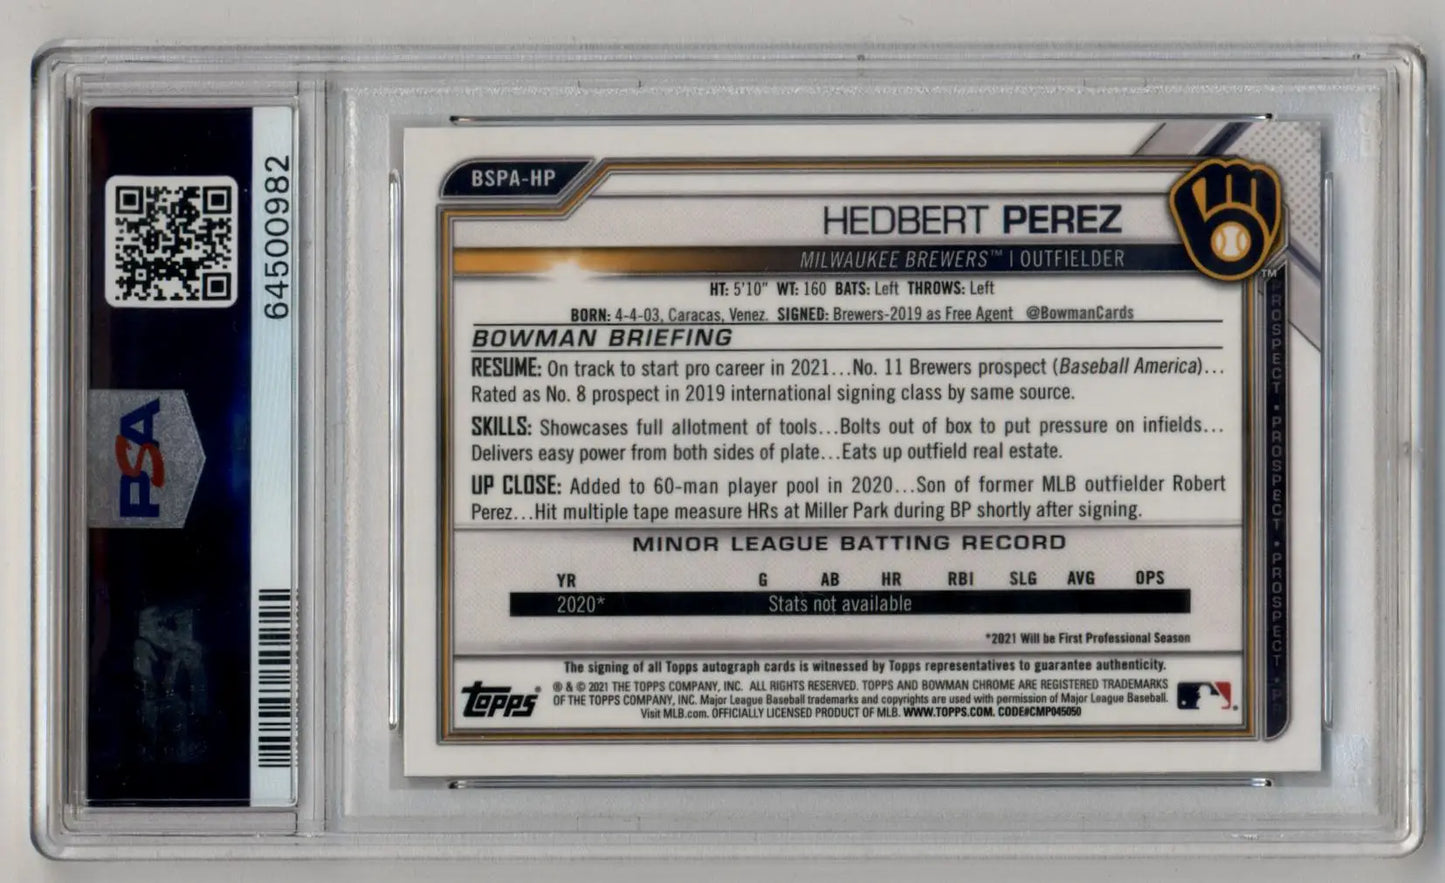 64500982
PSA
BSPA-HP
HEDBERT PEREZ
MILWAUKEE BREWERS™ | OUTFIELDER
HT: 5'10" WT: 160 BATS: Left THROWS: Left
BORN: 4-4-03, Caracas, Venez. SIGNED: Brewers-2019 as Free Agent @BowmanCards
BOWMAN BRIEFING
RESUME: On track to start pro career in 2021...No. 11 Brewers prospect (Baseball America)...
Rated as No. 8 prospect in 2019 international signing class by same source.
SKILLS: Showcases full allotment of tools...Bolts out of box to put pressure on infields...
Delivers easy power from both sides of plate...Eats up outfield real estate.
UP CLOSE: Added to 60-man player pool in 2020...Son of former MLB outfielder Robert
Perez...Hit multiple tape measure HRs at Miller Park during BP shortly after signing.
MINOR LEAGUE BATTING RECORD
YR G AB HR RBI SLG AVG OPS
2020* Stats not available
*2021 Will be First Professional Season
The signing of all Topps autograph cards is witnessed by Topps representatives to guarantee authenticity.
topps®
® & © 2021 THE TOPPS COMPANY, INC. ALL RIGHTS RESERVED. TOPPS AND BOWMAN CHROME ARE REGISTERED TRADEMARKS
OF THE TOPPS COMPANY, INC. Major League Baseball trademarks and copyrights are used with permission of Major League Baseball.
Visit MLB.com. OFFICIALLY LICENSED PRODUCT OF MLB. WWW.TOPPS.COM. CODE#CMP045050
TM
PROSPECT • PROSPECT • PROSPECT • PR